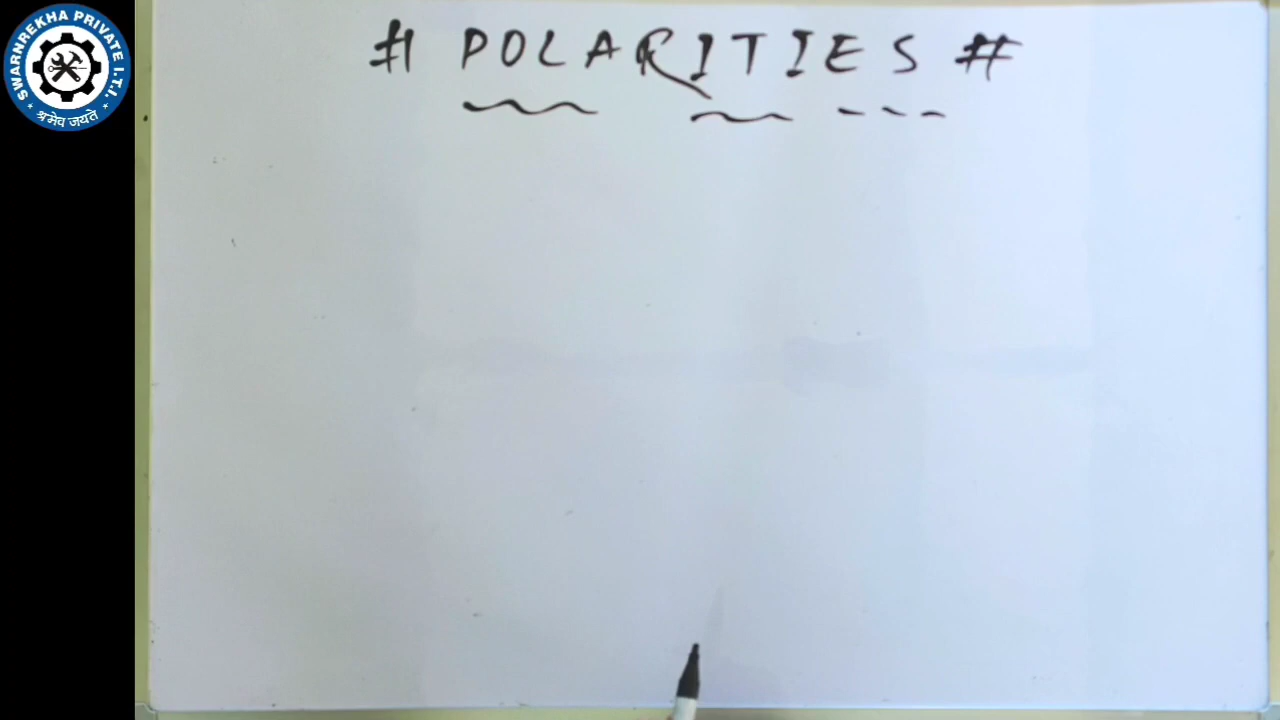 SWARNREKHA PRIVATE I.T.I.
श्रमेव जयते
# POLARITIES #